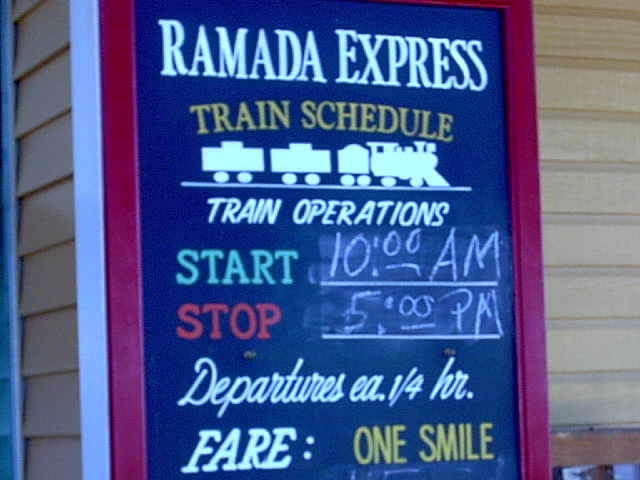 RAMADA EXPRESS
TRAIN SCHEDULE
TRAIN OPERATIONS
START 10:00 AM
STOP 5:00 PM
Departures ea. 1/4 hr.
FARE: ONE SMILE